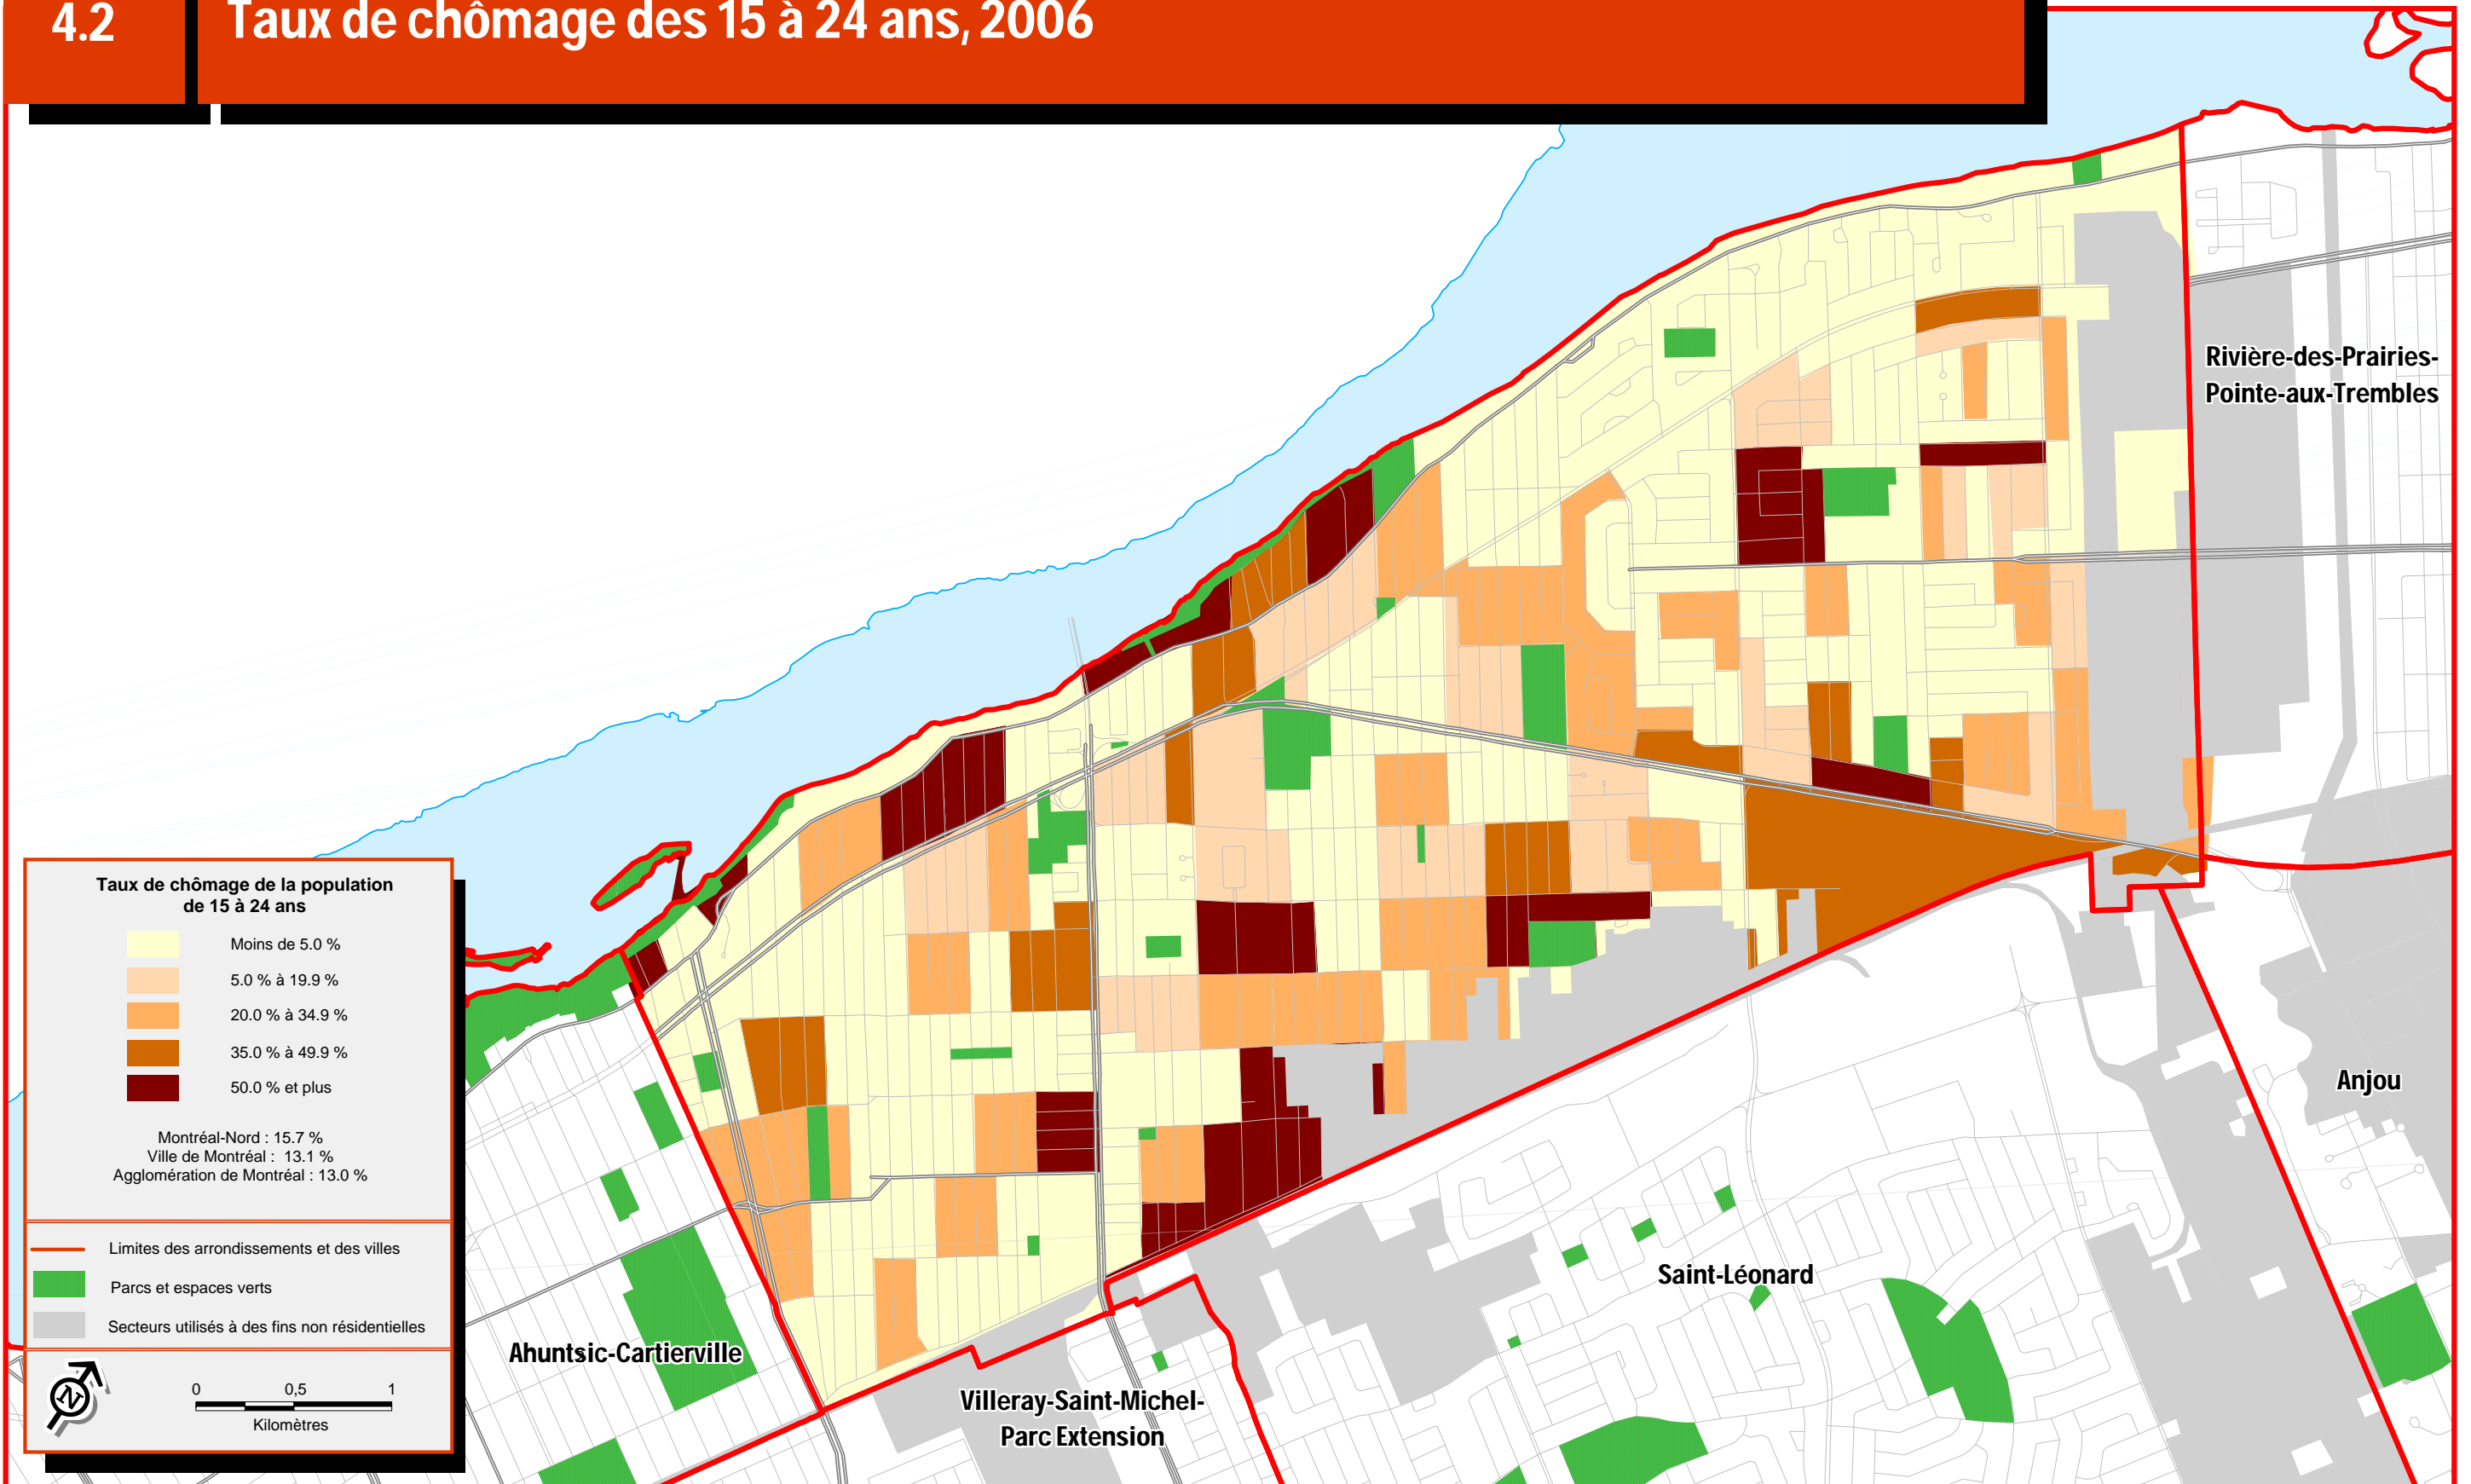 4.2
Taux de chômage des 15 à 24 ans, 2006
Rivière-des-Prairies-
Pointe-aux-Trembles
Taux de chômage de la population
de 15 à 24 ans
Moins de 5.0 %
5.0 % à 19.9 %
20.0 % à 34.9 %
35.0 % à 49.9 %
50.0 % et plus
Montréal-Nord : 15.7 %
Ville de Montréal : 13.1 %
Agglomération de Montréal : 13.0 %
Limites des arrondissements et des villes
Parcs et espaces verts
Secteurs utilisés à des fins non résidentielles
N
0 0,5 1
Kilomètres
Anjou
Saint-Léonard
Ahuntsic-Cartierville
Villeray-Saint-Michel-
Parc Extension